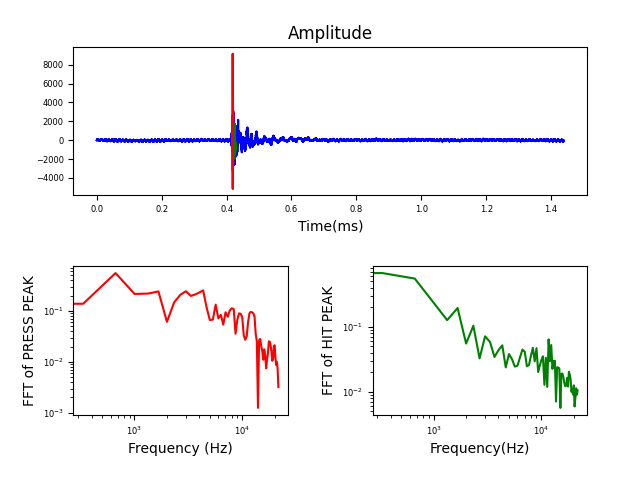 Amplitude
8000
6000
4000
2000
0
−2000
−4000
0.0 0.2 0.4 0.6 0.8 1.0 1.2 1.4
Time(ms)
FFT of PRESS PEAK
10⁻¹
10⁻²
10⁻³
10³ 10⁴
Frequency (Hz)
FFT of HIT PEAK
10⁻¹
10⁻²
10³ 10⁴
Frequency(Hz)